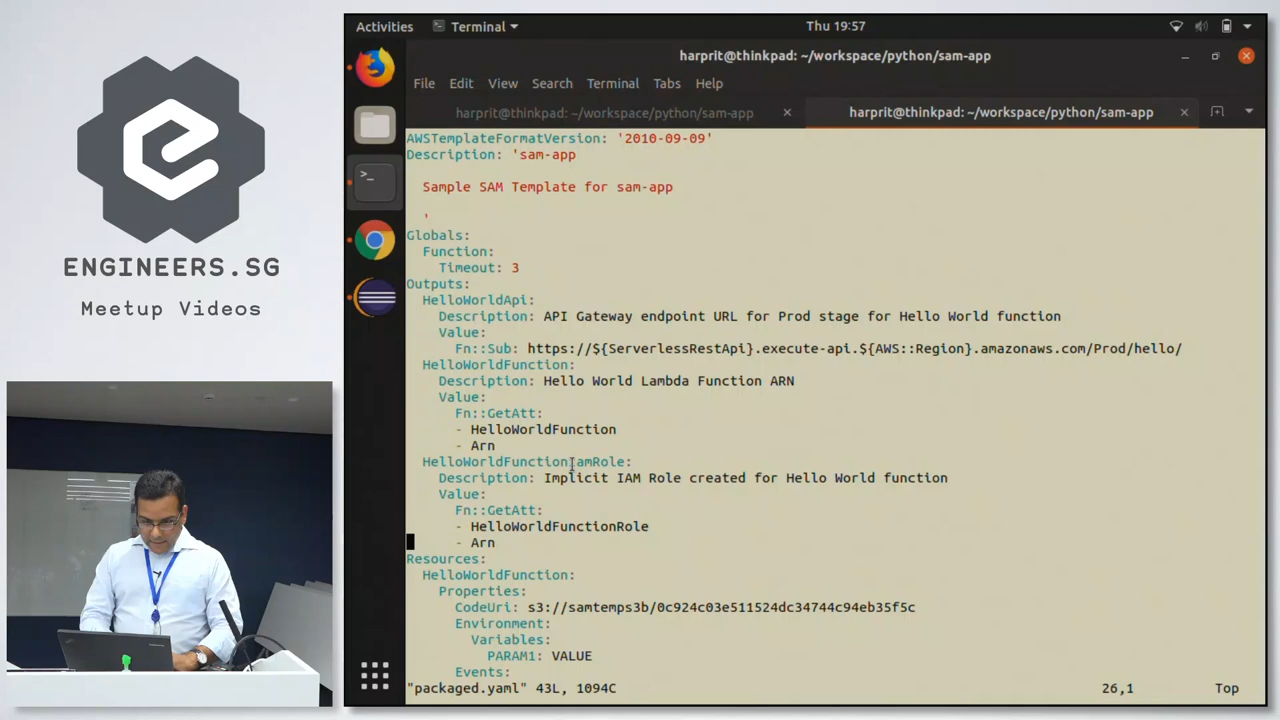 ENGINEERS.SG
Meetup Videos
Activities
Terminal
Thu 19:57
harprit@thinkpad: ~/workspace/python/sam-app
File Edit View Search Terminal Tabs Help
harprit@thinkpad: ~/workspace/python/sam-app
harprit@thinkpad: ~/workspace/python/sam-app
AWSTemplateFormatVersion: '2010-09-09'
Description: 'sam-app
Sample SAM Template for sam-app
'
Globals:
Function:
Timeout: 3
Outputs:
HelloWorldApi:
Description: API Gateway endpoint URL for Prod stage for Hello World function
Value:
Fn::Sub: https://${ServerlessRestApi}.execute-api.${AWS::Region}.amazonaws.com/Prod/hello/
HelloWorldFunction:
Description: Hello World Lambda Function ARN
Value:
Fn::GetAtt:
- HelloWorldFunction
- Arn
HelloWorldFunctionIamRole:
Description: Implicit IAM Role created for Hello World function
Value:
Fn::GetAtt:
- HelloWorldFunctionRole
- Arn
Resources:
HelloWorldFunction:
Properties:
CodeUri: s3://samtemps3b/0c924c03e511524dc34744c94eb35f5c
Environment:
Variables:
PARAM1: VALUE
Events:
"packaged.yaml" 43L, 1094C
26,1
Top